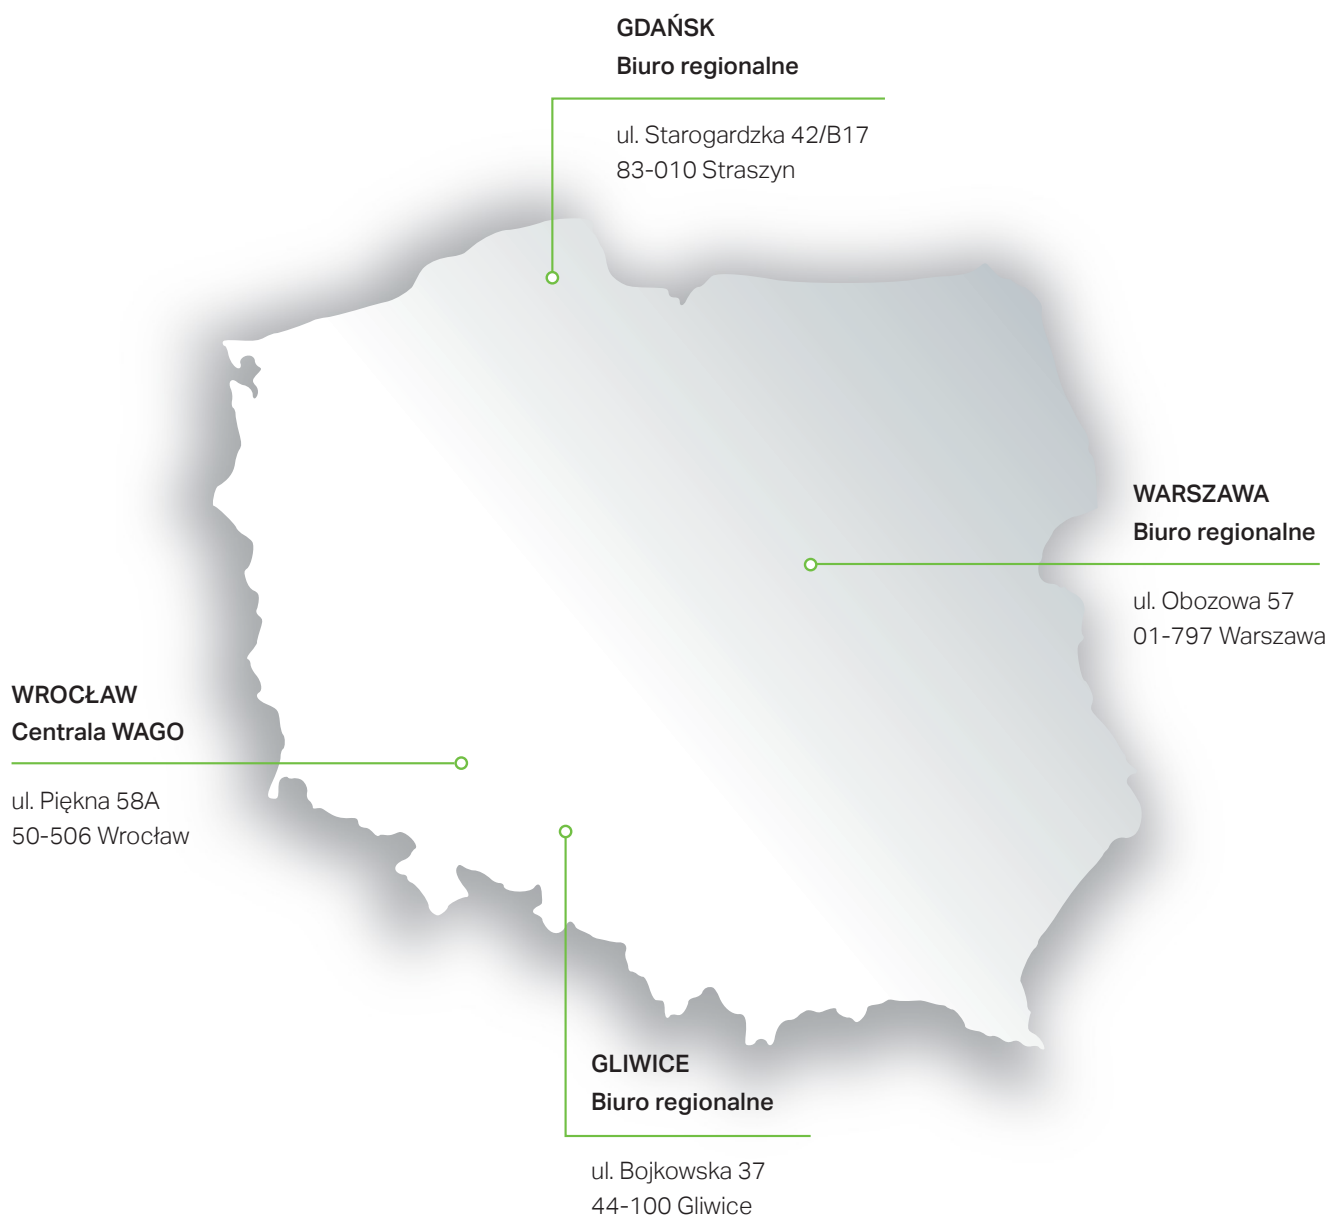 GDAŃSK
Biuro regionalne
ul. Starogardzka 42/B17
83-010 Straszyn
WARSZAWA
Biuro regionalne
ul. Obozowa 57
01-797 Warszawa
WROCŁAW
Centrala WAGO
ul. Piękna 58A
50-506 Wrocław
GLIWICE
Biuro regionalne
ul. Bojkowska 37
44-100 Gliwice